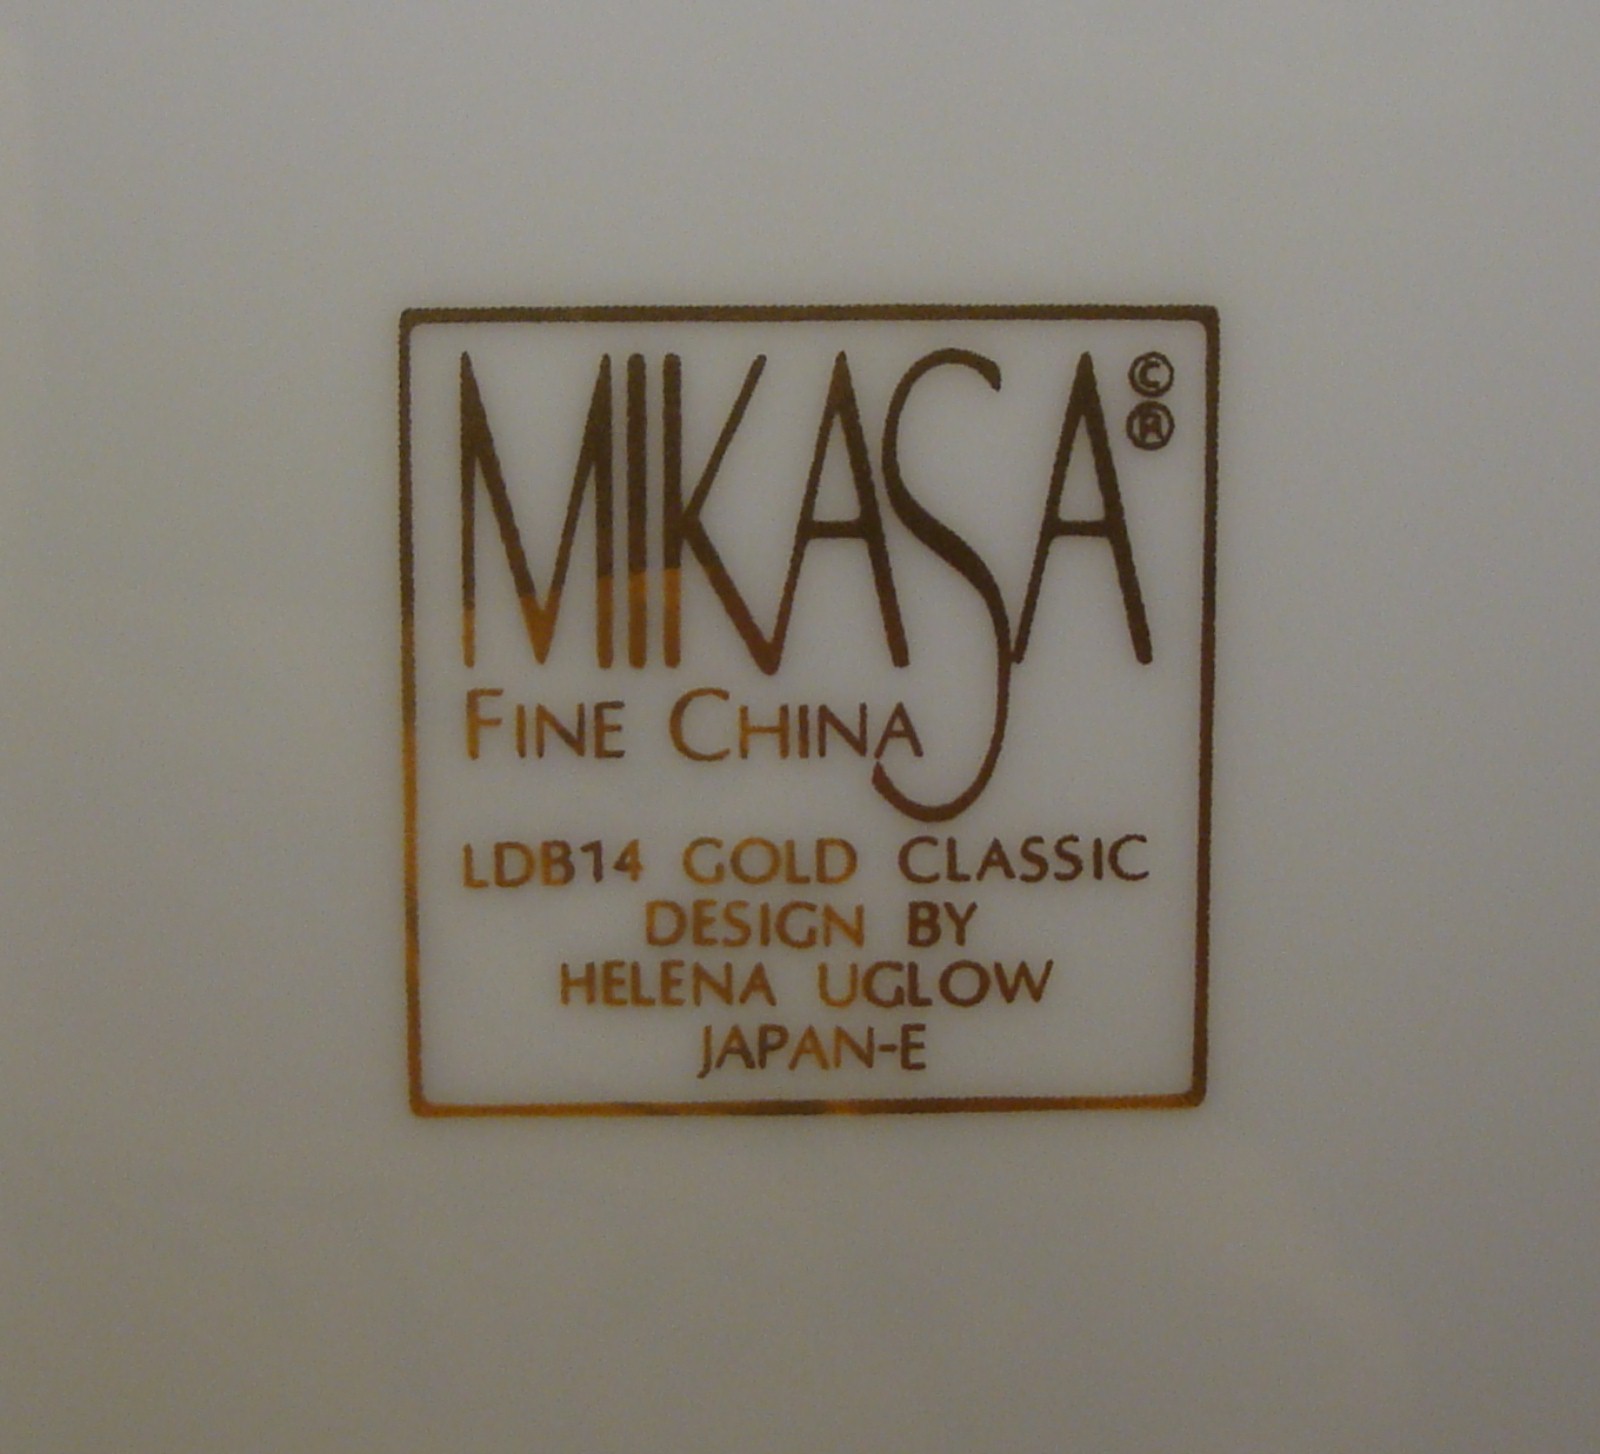 MIKASA © ®
FINE CHINA
LDB14 GOLD CLASSIC
DESIGN BY
HELENA UGLOW
JAPAN-E